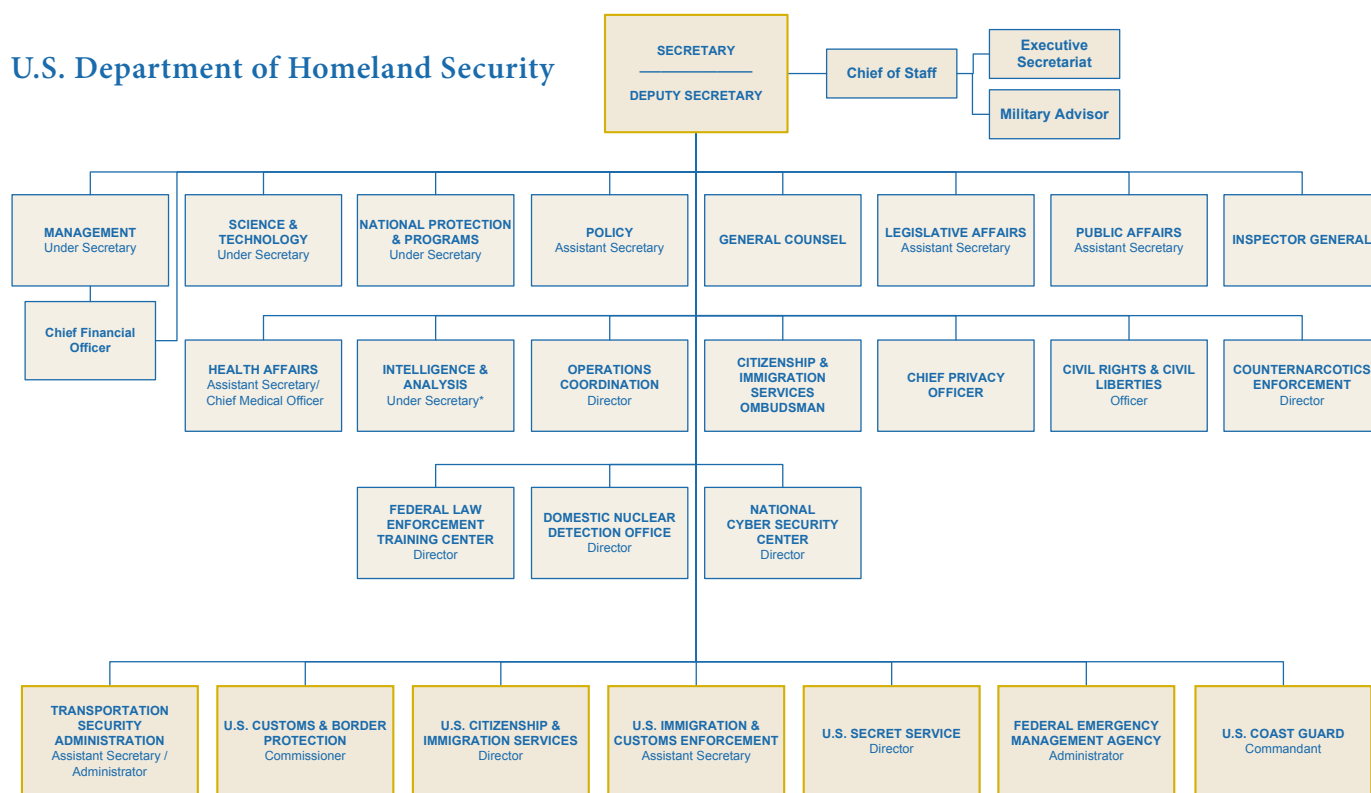 U.S. Department of Homeland Security
SECRETARY
DEPUTY SECRETARY
Chief of Staff
Executive
Secretariat
Military Advisor
MANAGEMENT
Under Secretary
SCIENCE &
TECHNOLOGY
Under Secretary
NATIONAL PROTECTION
& PROGRAMS
Under Secretary
POLICY
Assistant Secretary
GENERAL COUNSEL
LEGISLATIVE AFFAIRS
Assistant Secretary
PUBLIC AFFAIRS
Assistant Secretary
INSPECTOR GENERAL
Chief Financial
Officer
HEALTH AFFAIRS
Assistant Secretary/
Chief Medical Officer
INTELLIGENCE &
ANALYSIS
Under Secretary*
OPERATIONS
COORDINATION
Director
CITIZENSHIP &
IMMIGRATION
SERVICES
OMBUDSMAN
CHIEF PRIVACY
OFFICER
CIVIL RIGHTS & CIVIL
LIBERTIES
Officer
COUNTERNARCOTICS
ENFORCEMENT
Director
FEDERAL LAW
ENFORCEMENT
TRAINING CENTER
Director
DOMESTIC NUCLEAR
DETECTION OFFICE
Director
NATIONAL
CYBER SECURITY
CENTER
Director
TRANSPORTATION
SECURITY
ADMINISTRATION
Assistant Secretary /
Administrator
U.S. CUSTOMS & BORDER
PROTECTION
Commissioner
U.S. CITIZENSHIP &
IMMIGRATION SERVICES
Director
U.S. IMMIGRATION &
CUSTOMS ENFORCEMENT
Assistant Secretary
U.S. SECRET SERVICE
Director
FEDERAL EMERGENCY
MANAGEMENT AGENCY
Administrator
U.S. COAST GUARD
Commandant